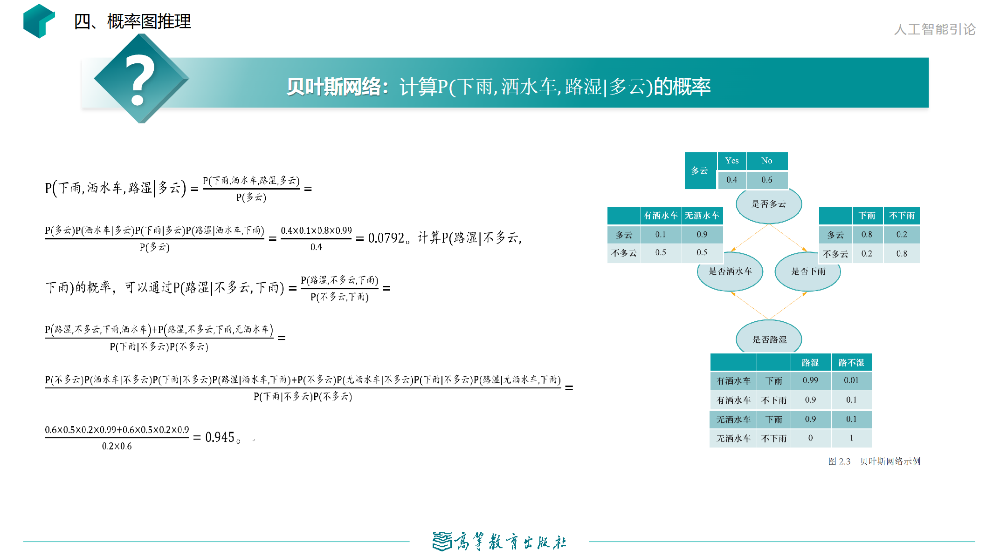 四、概率图推理
人工智能引论
?
贝叶斯网络：计算P(下雨,洒水车,路湿|多云)的概率
P(下雨,洒水车,路湿|多云) = P(下雨,洒水车,路湿,多云) / P(多云) =
P(多云)P(洒水车|多云)P(下雨|多云)P(路湿|洒水车,下雨) / P(多云) = 0.4×0.1×0.8×0.99 / 0.4 = 0.0792。计算P(路湿|不多云,
下雨)的概率，可以通过P(路湿|不多云,下雨) = P(路湿,不多云,下雨) / P(不多云,下雨) =
P(路湿,不多云,下雨,洒水车)+P(路湿,不多云,下雨,无洒水车) / P(下雨|不多云)P(不多云) =
P(不多云)P(洒水车|不多云)P(下雨|不多云)P(路湿|洒水车,下雨)+P(不多云)P(无洒水车|不多云)P(下雨|不多云)P(路湿|无洒水车,下雨) / P(下雨|不多云)P(不多云) =
0.6×0.5×0.2×0.99+0.6×0.5×0.2×0.9 / 0.2×0.6 = 0.945。
多云 Yes No
0.4 0.6
是否多云
有洒水车 无洒水车
多云 0.1 0.9
不多云 0.5 0.5
下雨 不下雨
多云 0.8 0.2
不多云 0.2 0.8
是否洒水车
是否下雨
是否路湿
路湿 路不湿
有洒水车 下雨 0.99 0.01
有洒水车 不下雨 0.9 0.1
无洒水车 下雨 0.9 0.1
无洒水车 不下雨 0 1
图 2.3 贝叶斯网络示例
高等教育出版社